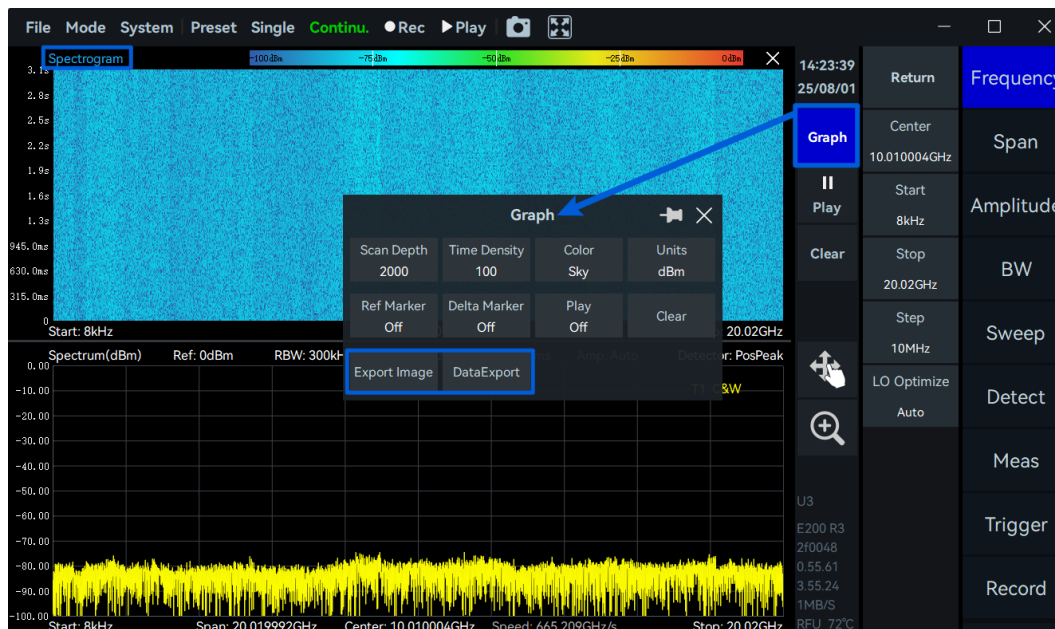 File Mode System Preset Single Continu. Rec Play
Spectrogram
-100dBm -75dBm -50dBm -25dBm 0dBm
3.1s
2.8s
2.5s
2.2s
1.9s
1.6s
1.3s
945.0ms
630.0ms
315.0ms
0
Start: 8kHz 20.02GHz
Graph
Scan Depth Time Density Color Units
2000 100 Sky dBm
Ref Marker Delta Marker Play Clear
Off Off Off
Export Image DataExport
Spectrum(dBm) Ref: 0dBm RBW: 300kH Amp: Auto Detector: PosPeak
0.00
-10.00
-20.00
-30.00
-40.00
-50.00
-60.00
-70.00
-80.00
-90.00
-100.00
Start: 8kHz Span: 20.019992GHz Center: 10.010004GHz Speed: 665.209GHz/s Stop: 20.02GHz
14:23:39
25/08/01
Graph
Play
Clear
U3
E200 R3
2f0048
0.55.61
3.55.24
1MB/S
RFU 72°C
Return
Center
10.010004GHz
Start
8kHz
Stop
20.02GHz
Step
10MHz
LO Optimize
Auto
Frequency
Span
Amplitude
BW
Sweep
Detect
Meas
Trigger
Record